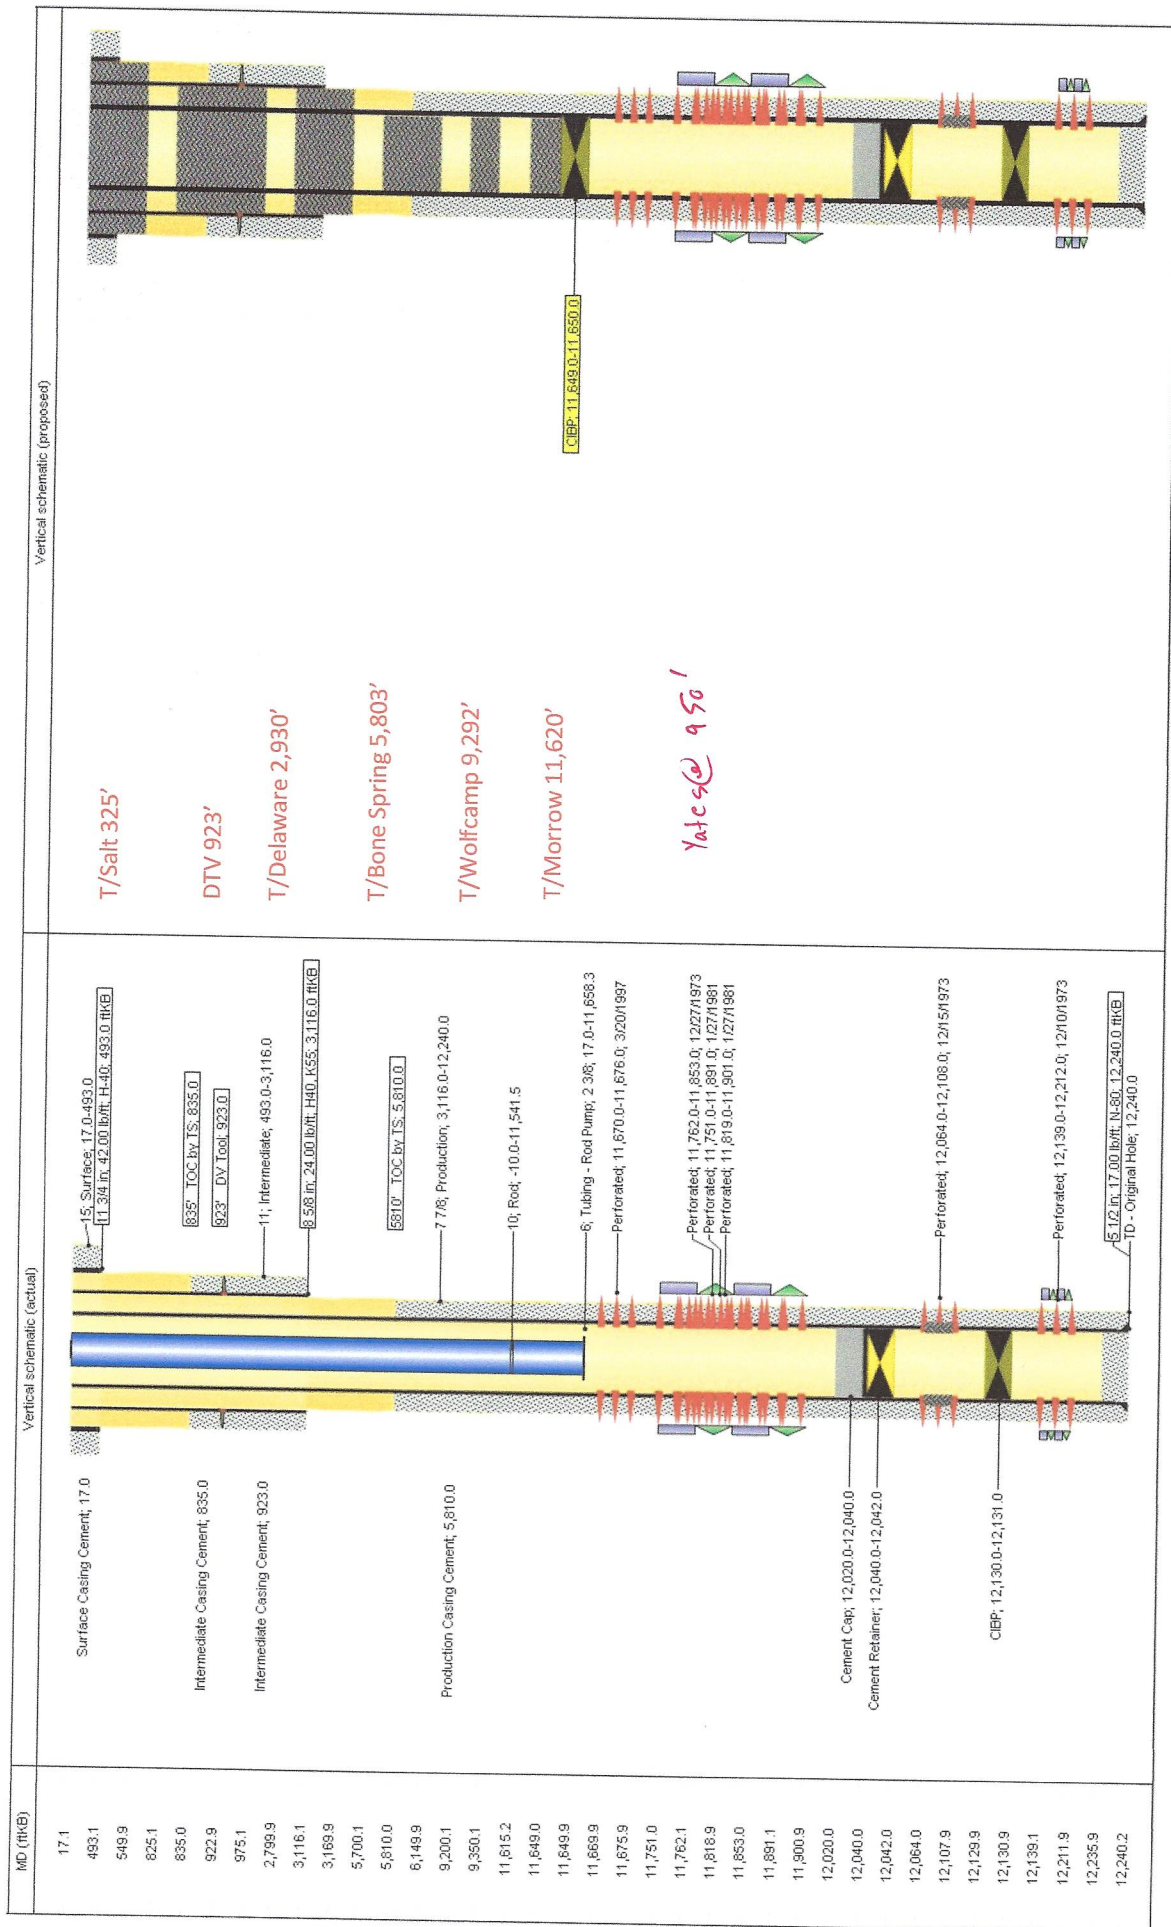 MD (ftKB)
Vertical schematic (actual)
Vertical schematic (proposed)
17.1
493.1
549.9
825.1
835.0
922.9
975.1
2,799.9
3,116.1
3,169.9
5,700.1
5,810.0
6,149.9
9,200.1
9,350.1
11,615.2
11,649.0
11,649.9
11,669.9
11,675.9
11,751.0
11,762.1
11,818.9
11,853.0
11,891.1
11,900.9
12,020.0
12,040.0
12,042.0
12,064.0
12,107.9
12,129.9
12,130.9
12,139.1
12,211.9
12,235.9
12,240.2
Surface Casing Cement; 17.0
Intermediate Casing Cement; 835.0
Intermediate Casing Cement; 923.0
Production Casing Cement; 5,810.0
Cement Cap; 12,020.0-12,040.0
Cement Retainer; 12,040.0-12,042.0
CIBP; 12,130.0-12,131.0
15; Surface; 17.0-493.0
11 3/4 in; 42.00 lb/ft; H-40; 493.0 ftKB
835' TOC by TS; 835.0
923' DV Tool; 923.0
11; Intermediate; 493.0-3,116.0
8 5/8 in; 24.00 lb/ft; H40, K55; 3,116.0 ftKB
5810' TOC by TS; 5,810.0
7 7/8; Production; 3,116.0-12,240.0
10; Rod; -10.0-11,541.5
6; Tubing - Rod Pump; 2 3/8; 17.0-11,658.3
Perforated; 11,670.0-11,676.0; 3/20/1997
Perforated; 11,762.0-11,853.0; 12/27/1973
Perforated; 11,751.0-11,891.0; 1/27/1981
Perforated; 11,819.0-11,901.0; 1/27/1981
Perforated; 12,064.0-12,108.0; 12/15/1973
Perforated; 12,139.0-12,212.0; 12/10/1973
5 1/2 in; 17.00 lb/ft; N-80; 12,240.0 ftKB
TD - Original Hole; 12,240.0
T/Salt 325'
DTV 923'
T/Delaware 2,930'
T/Bone Spring 5,803'
T/Wolfcamp 9,292'
T/Morrow 11,620'
Yates@ 950'
CIBP; 11,649.0-11,650.0